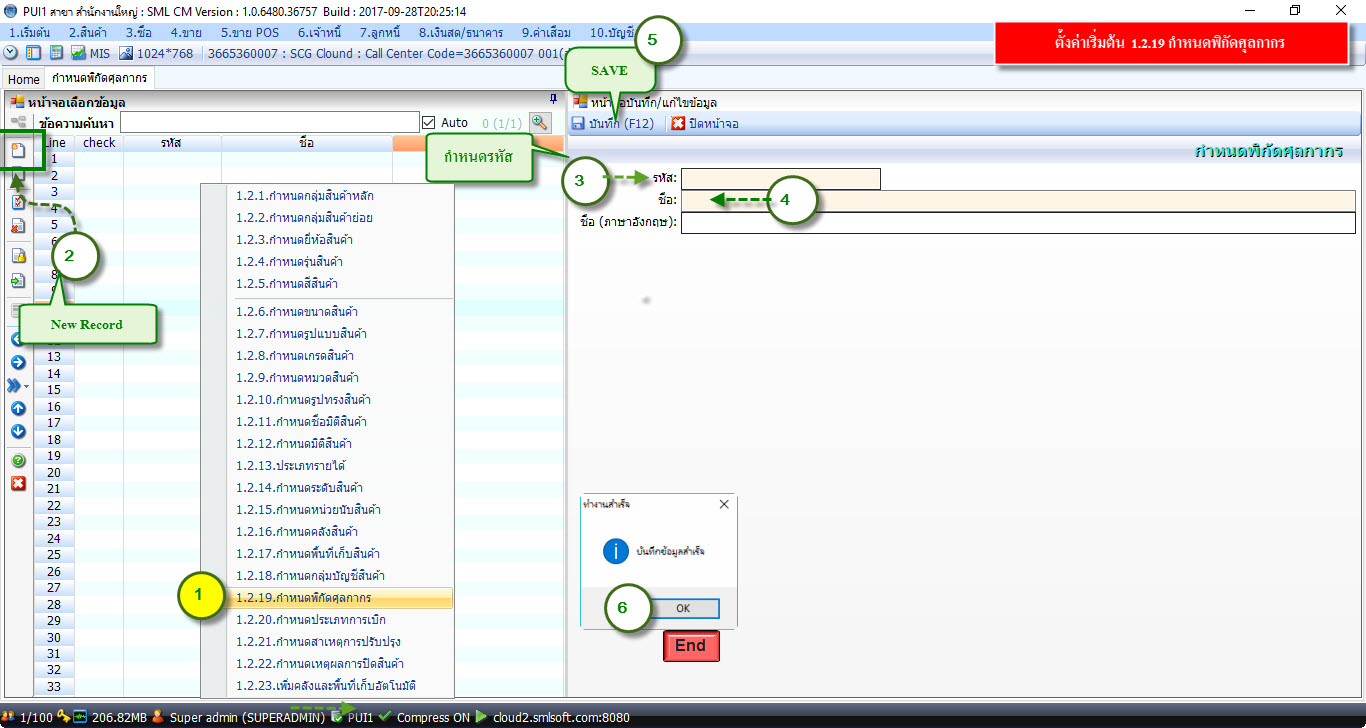 PUI1 สาขา สำนักงานใหญ่ : SML CM Version : 1.0.6480.36757 Build : 2017-09-28T20:25:14
1.เริ่มต้น 2.สินค้า 3.ซื้อ 4.ขาย 5.ขาย POS 6.เจ้าหนี้ 7.ลูกหนี้ 8.เงินสด/ธนาคาร 9.ค่าเสื่อม 10.บัญชี
5
ตั้งค่าเริ่มต้น 1.2.19 กำหนดพิกัดศุลกากร
MIS 1024*768 3665360007 : SCG Clound : Call Center Code=3665360007 001(
SAVE
Home กำหนดพิกัดศุลกากร
หน้าจอเลือกข้อมูล
ข้อความค้นหา Auto 0 (1/1)
Line check รหัส ชื่อ
1
2
3
4
5
6
8
9
13
14
15
16
17
18
19
20
21
22
23
24
25
26
27
28
29
30
31
32
33
2
New Record
1.2.1.กำหนดกลุ่มสินค้าหลัก
1.2.2.กำหนดกลุ่มสินค้าย่อย
1.2.3.กำหนดยี่ห้อสินค้า
1.2.4.กำหนดรุ่นสินค้า
1.2.5.กำหนดสีสินค้า
1.2.6.กำหนดขนาดสินค้า
1.2.7.กำหนดรูปแบบสินค้า
1.2.8.กำหนดเกรดสินค้า
1.2.9.กำหนดหมวดสินค้า
1.2.10.กำหนดรูปทรงสินค้า
1.2.11.กำหนดชื่อมิติสินค้า
1.2.12.กำหนดมิติสินค้า
1.2.13.ประเภทรายได้
1.2.14.กำหนดระดับสินค้า
1.2.15.กำหนดหน่วยนับสินค้า
1.2.16.กำหนดคลังสินค้า
1.2.17.กำหนดพื้นที่เก็บสินค้า
1.2.18.กำหนดกลุ่มบัญชีสินค้า
1
1.2.19.กำหนดพิกัดศุลกากร
1.2.20.กำหนดประเภทการเบิก
1.2.21.กำหนดสาเหตุการปรับปรุง
1.2.22.กำหนดเหตุผลการปิดสินค้า
1.2.23.เพิ่มคลังและพื้นที่เก็บอัตโนมัติ
หน้าจอบันทึก/แก้ไขข้อมูล
บันทึก (F12) ปิดหน้าจอ
กำหนดพิกัดศุลกากร
กำหนดรหัส
3
รหัส:
ชื่อ:
4
ชื่อ (ภาษาอังกฤษ):
ทำงานสำเร็จ
บันทึกข้อมูลสำเร็จ
6
OK
End
1/100 206.82MB Super admin (SUPERADMIN) PUI1 Compress ON cloud2.smlsoft.com:8080